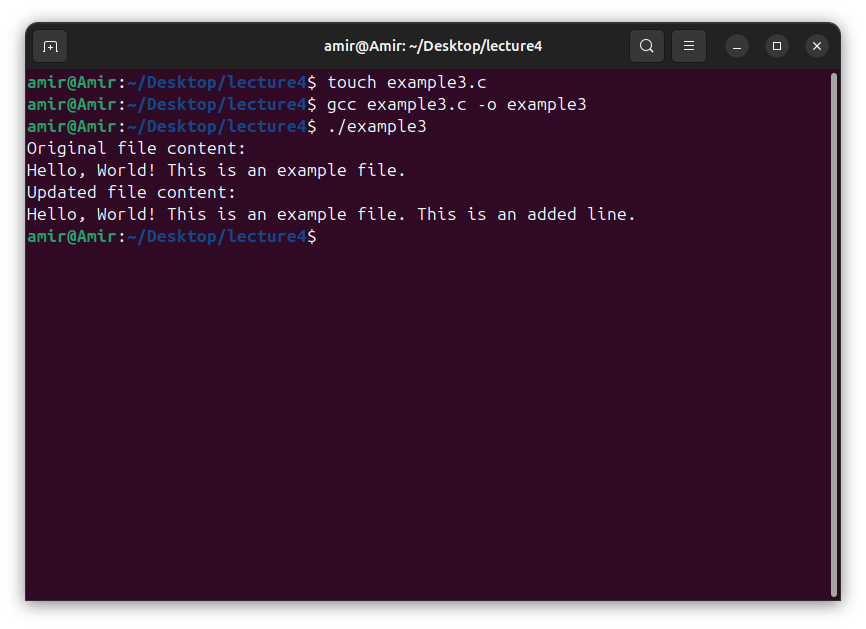 amir@Amir: ~/Desktop/lecture4
amir@Amir:~/Desktop/lecture4$ touch example3.c
amir@Amir:~/Desktop/lecture4$ gcc example3.c -o example3
amir@Amir:~/Desktop/lecture4$ ./example3
Original file content:
Hello, World! This is an example file.
Updated file content:
Hello, World! This is an example file. This is an added line.
amir@Amir:~/Desktop/lecture4$